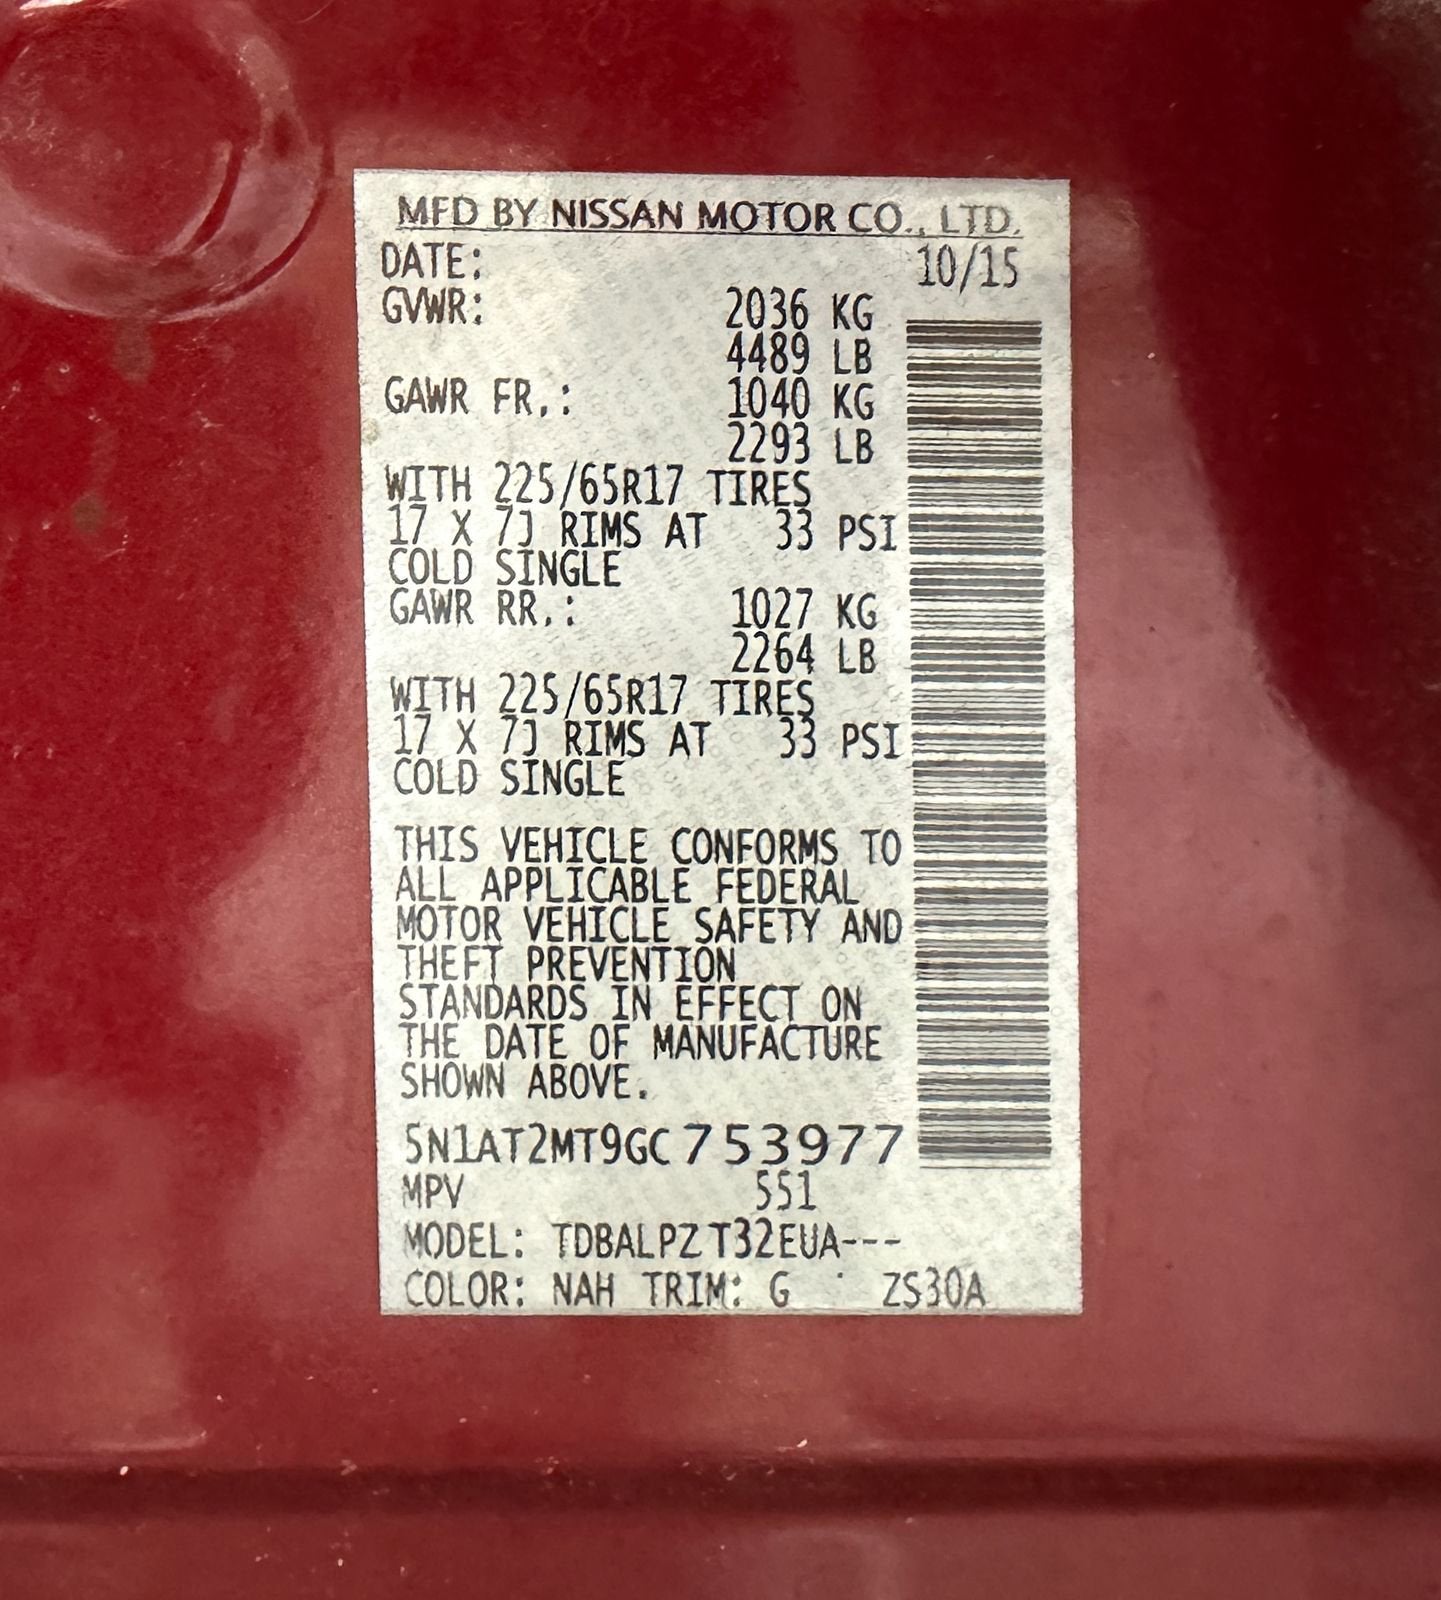 MFD BY NISSAN MOTOR CO., LTD.
DATE: 10/15
GVWR: 2036 KG
4489 LB
GAWR FR.: 1040 KG
2293 LB
WITH 225/65R17 TIRES
17 X 7J RIMS AT 33 PSI
COLD SINGLE
GAWR RR.: 1027 KG
2264 LB
WITH 225/65R17 TIRES
17 X 7J RIMS AT 33 PSI
COLD SINGLE
THIS VEHICLE CONFORMS TO
ALL APPLICABLE FEDERAL
MOTOR VEHICLE SAFETY AND
THEFT PREVENTION
STANDARDS IN EFFECT ON
THE DATE OF MANUFACTURE
SHOWN ABOVE.
5N1AT2MT9GC753977
MPV 551
MODEL: TDBALPZ T32EUA---
COLOR: NAH TRIM: G ZS30A